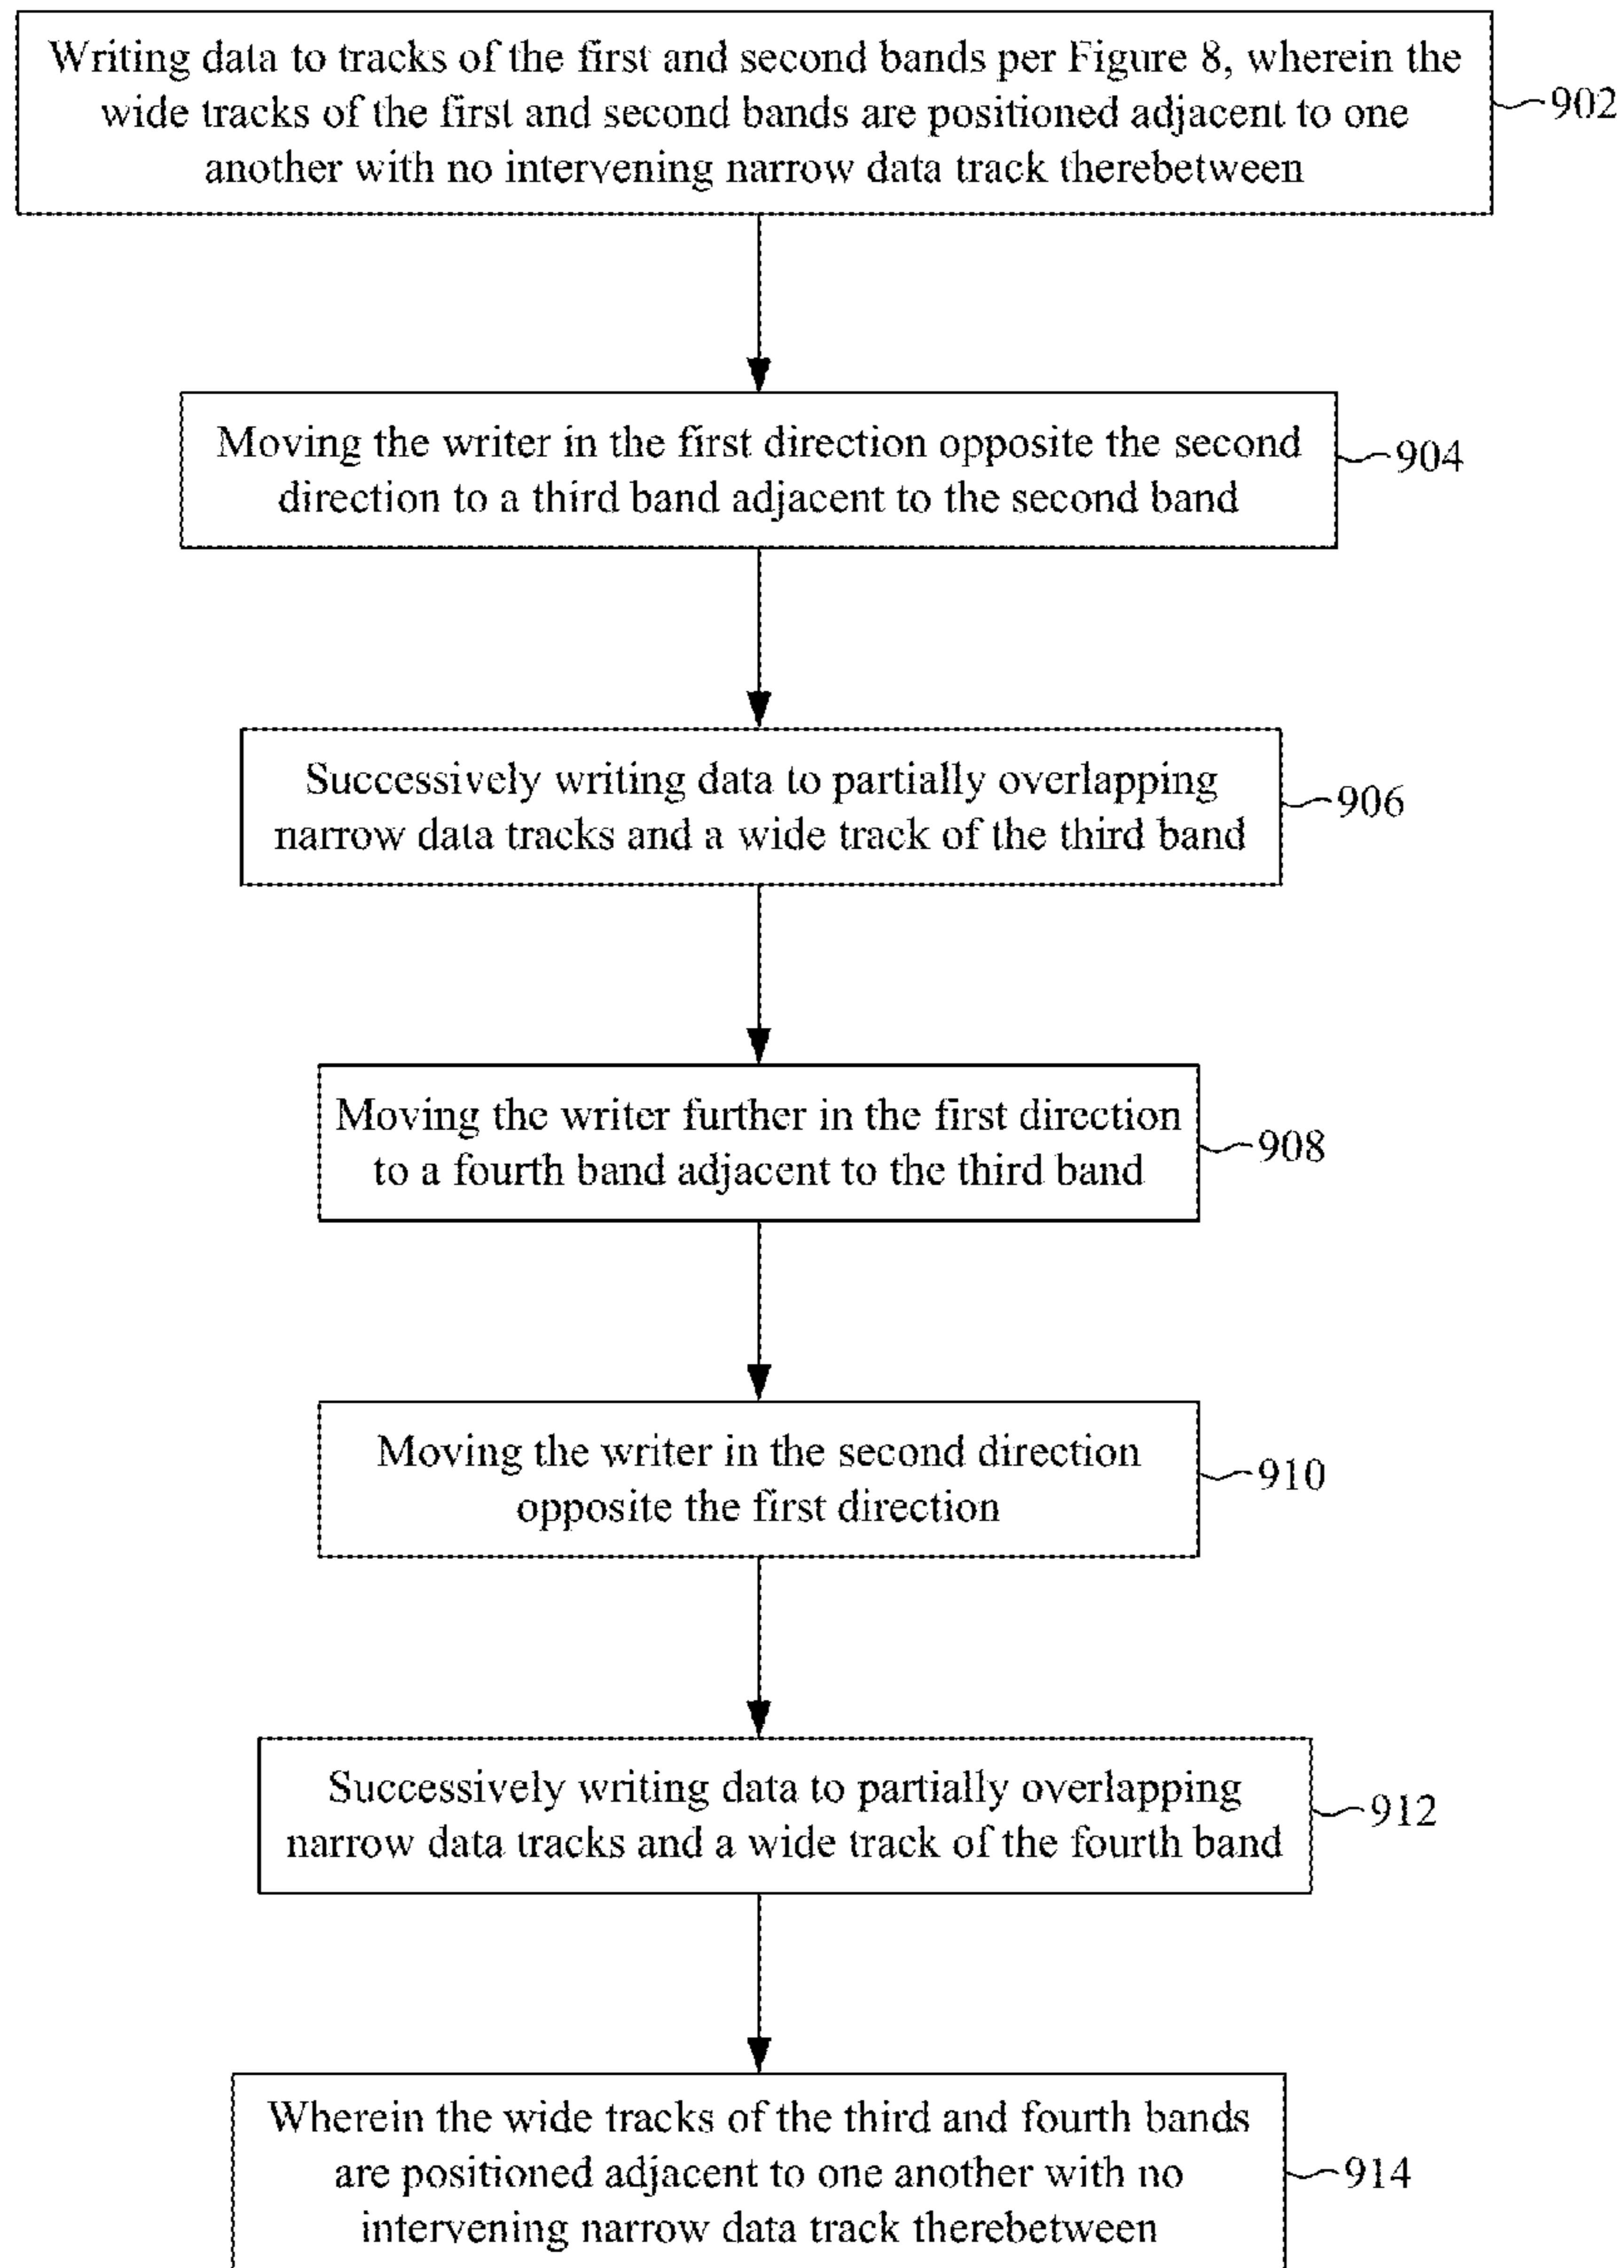 Writing data to tracks of the first and second bands per Figure 8, wherein the
wide tracks of the first and second bands are positioned adjacent to one
another with no intervening narrow data track therebetween
902
Moving the writer in the first direction opposite the second
direction to a third band adjacent to the second band
904
Successively writing data to partially overlapping
narrow data tracks and a wide track of the third band
906
Moving the writer further in the first direction
to a fourth band adjacent to the third band
908
Moving the writer in the second direction
opposite the first direction
910
Successively writing data to partially overlapping
narrow data tracks and a wide track of the fourth band
912
Wherein the wide tracks of the third and fourth bands
are positioned adjacent to one another with no
intervening narrow data track therebetween
914